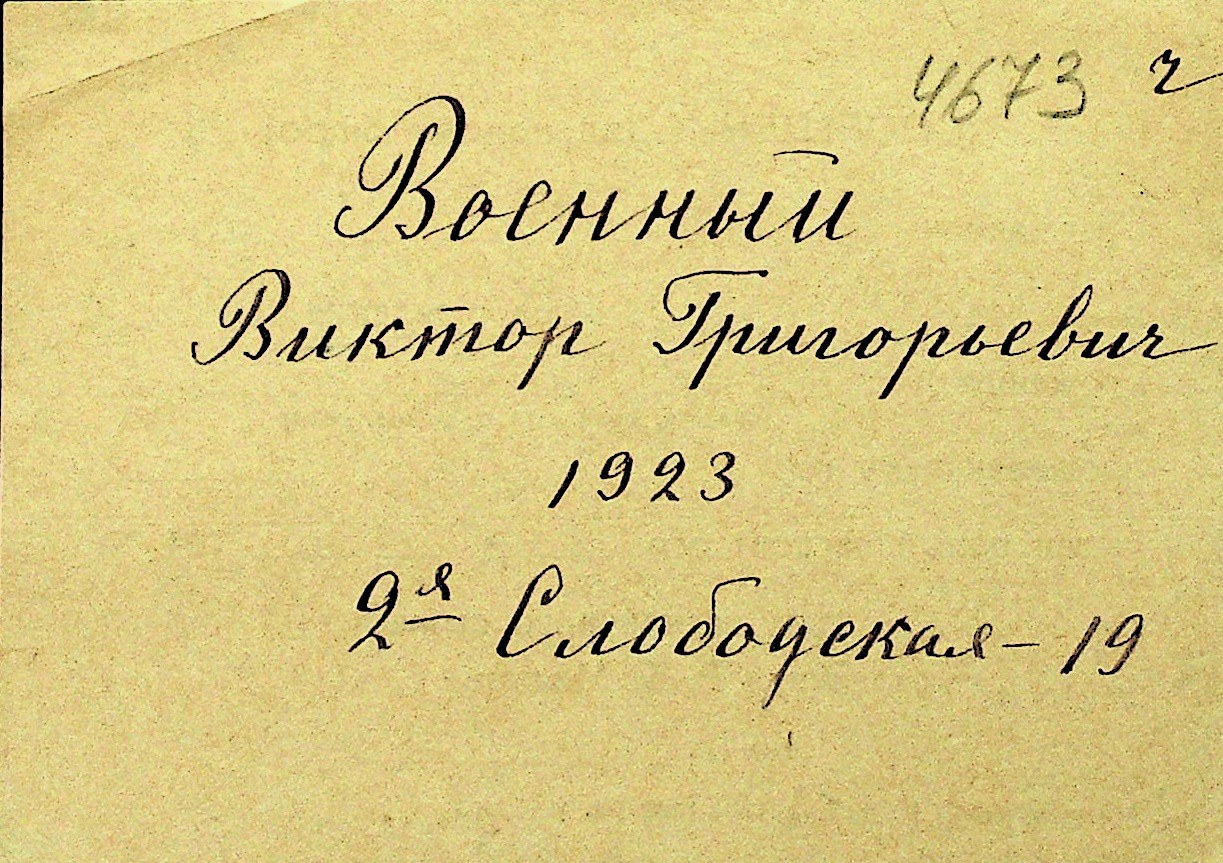 4673 ч
Военный
Виктор Григорьевич
1923
2я Слободская - 19